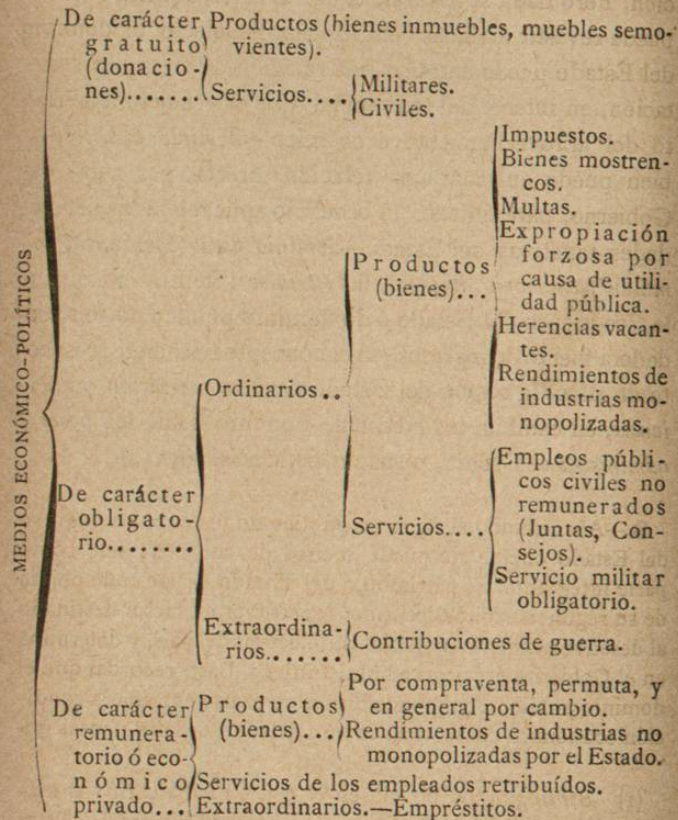 MEDIOS ECONÓMICO-POLÍTICOS
De carácter
gratuito
(donacio-
nes).......
Productos (bienes inmuebles, muebles semo-
vientes).
Servicios....
Militares.
Civiles.
De carácter
obligato-
rio........
Ordinarios..
Productos
(bienes)...
Impuestos.
Bienes mostren-
cos.
Multas.
Expropiación
forzosa por
causa de utili-
dad pública.
Herencias vacan-
tes.
Rendimientos de
industrias mo-
nopolizadas.
Servicios....
Empleos públi-
cos civiles no
remunerados
(Juntas, Con-
sejos).
Servicio militar
obligatorio.
Extraordina-
rios.......
Contribuciones de guerra.
De carácter
remunera-
torio ó eco-
nómico
privado...
Productos
(bienes)...
Por compraventa, permuta, y
en general por cambio.
Rendimientos de industrias no
monopolizadas por el Estado.
Servicios de los empleados retribuídos.
Extraordinarios.—Empréstitos.